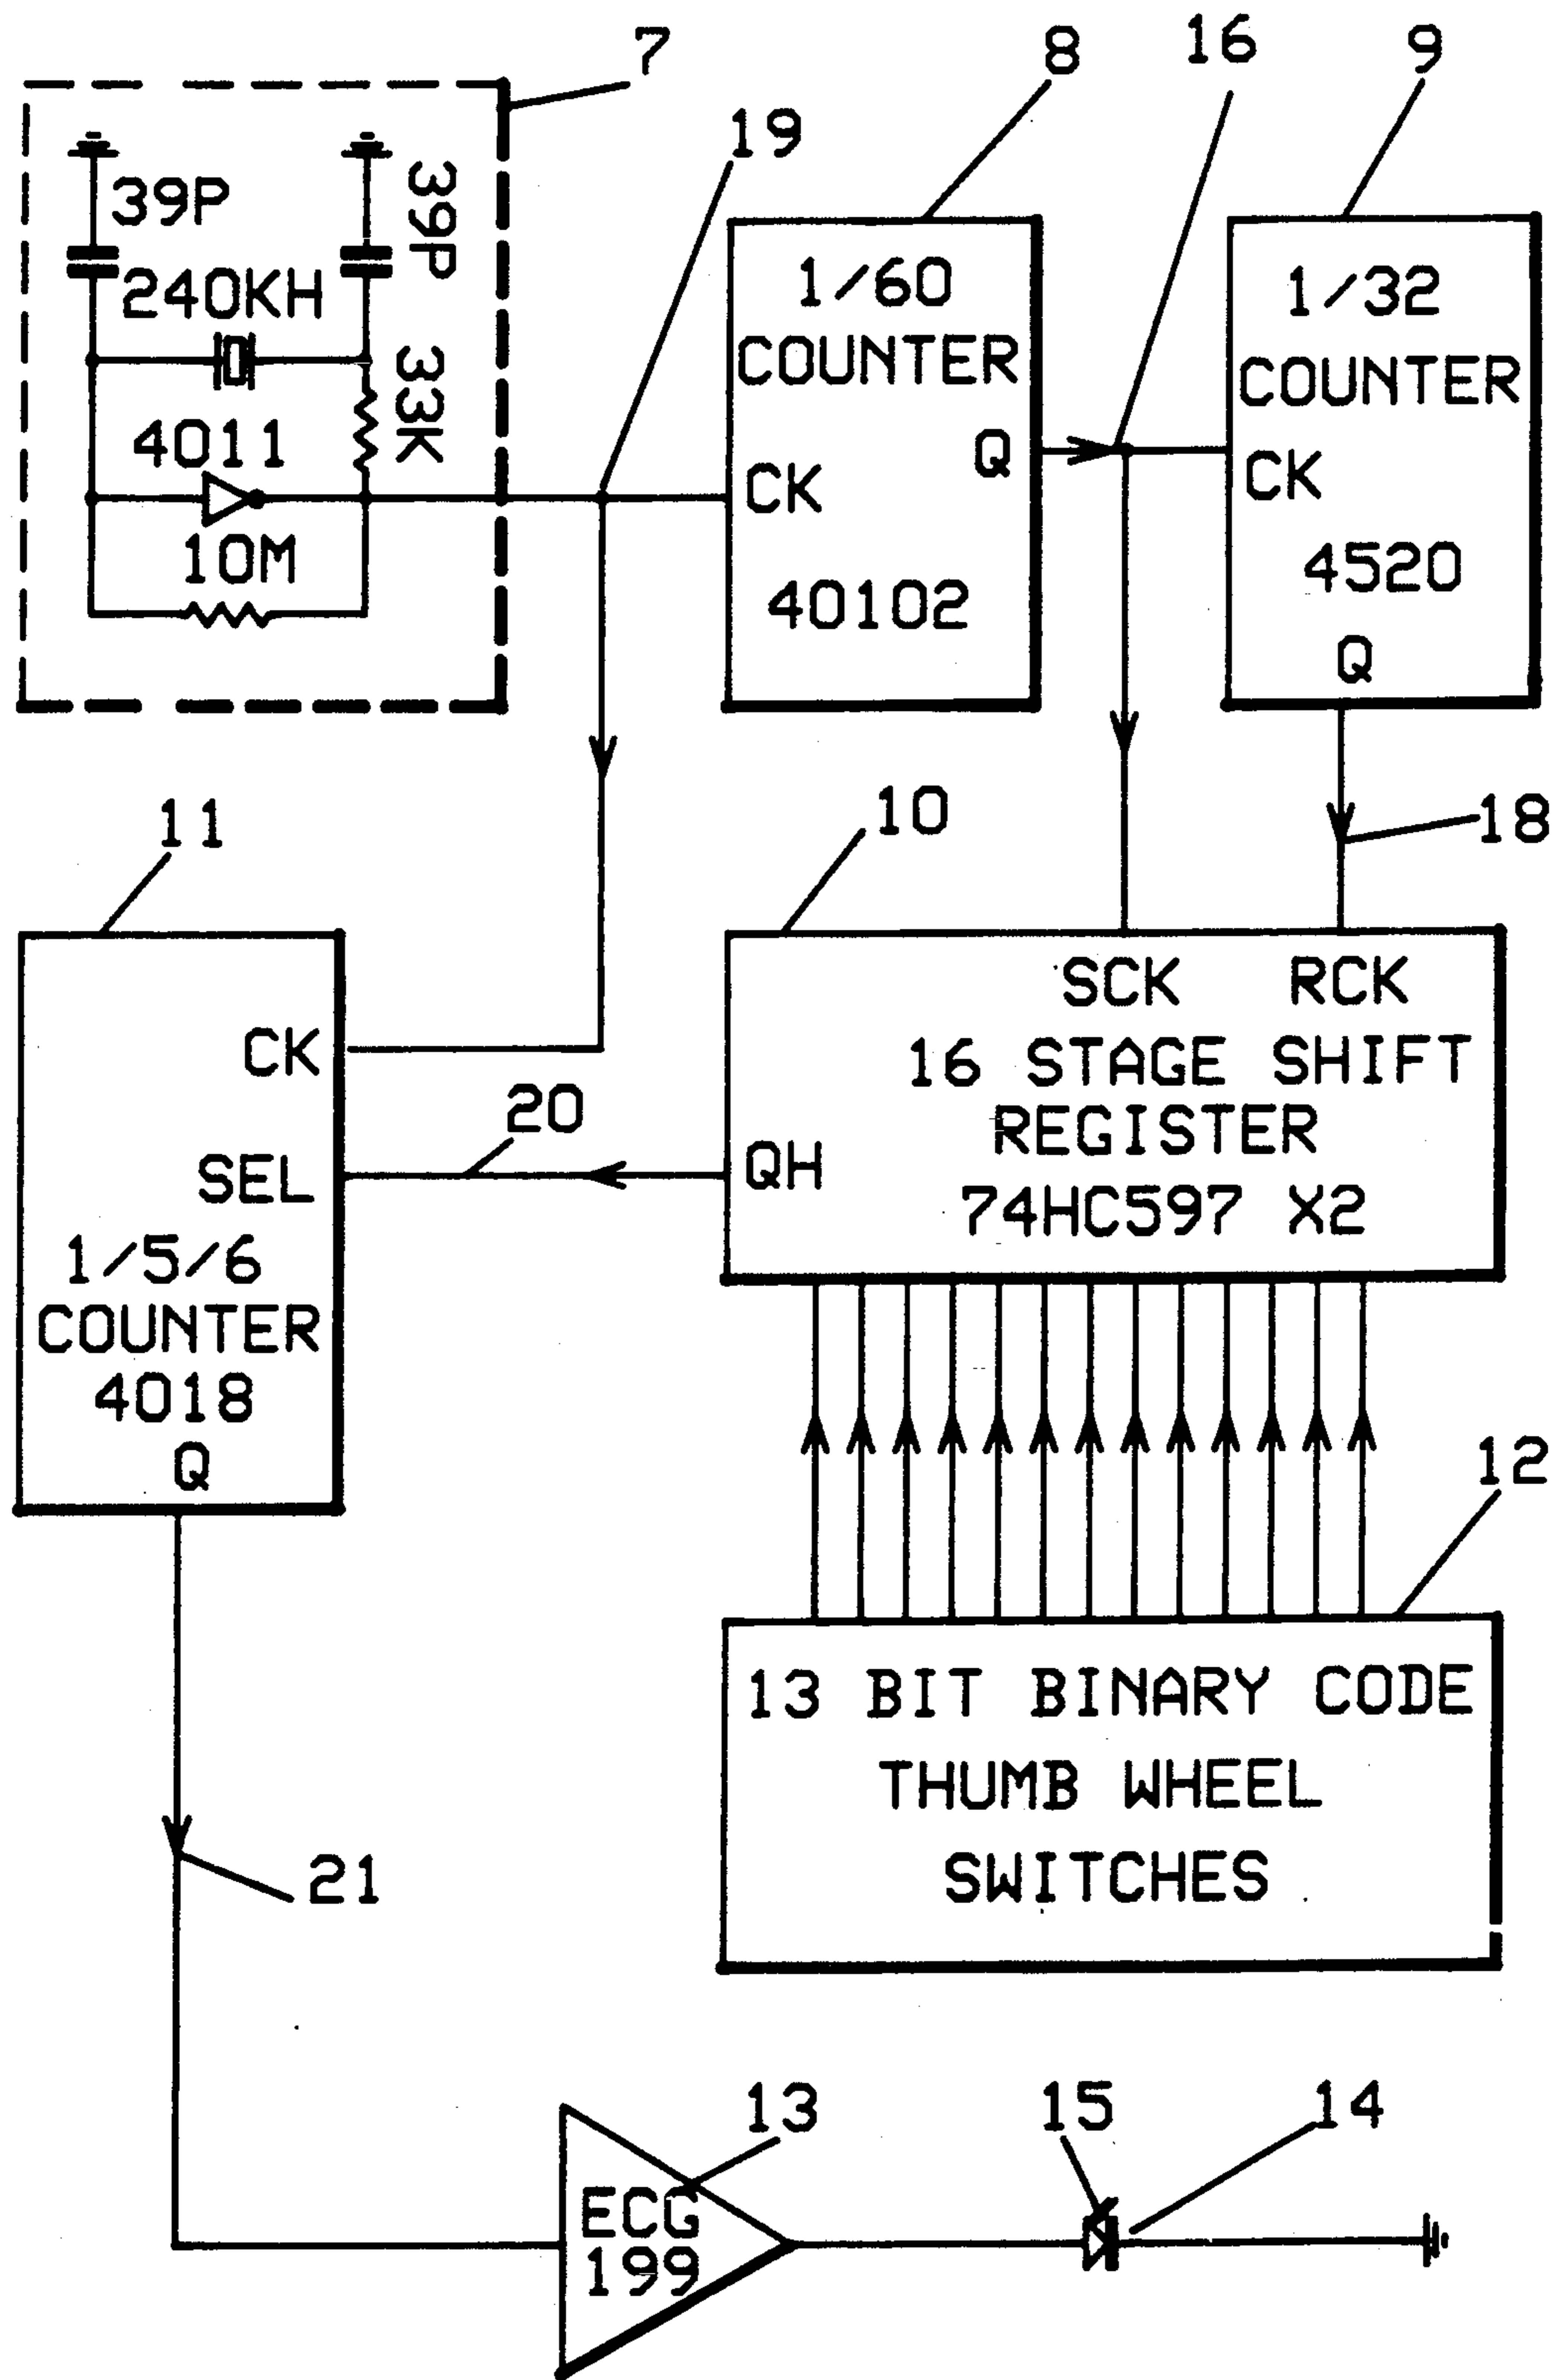 7
8
16
9
19
39P
39P
240KH
33K
4011
10M
1/60
COUNTER
Q
CK
40102
1/32
COUNTER
CK
4520
Q
11
10
18
CK
20
SEL
1/5/6
COUNTER
4018
Q
SCK RCK
16 STAGE SHIFT
REGISTER
QH
74HC597 X2
12
13 BIT BINARY CODE
THUMB WHEEL
SWITCHES
21
13
15
14
ECG
199